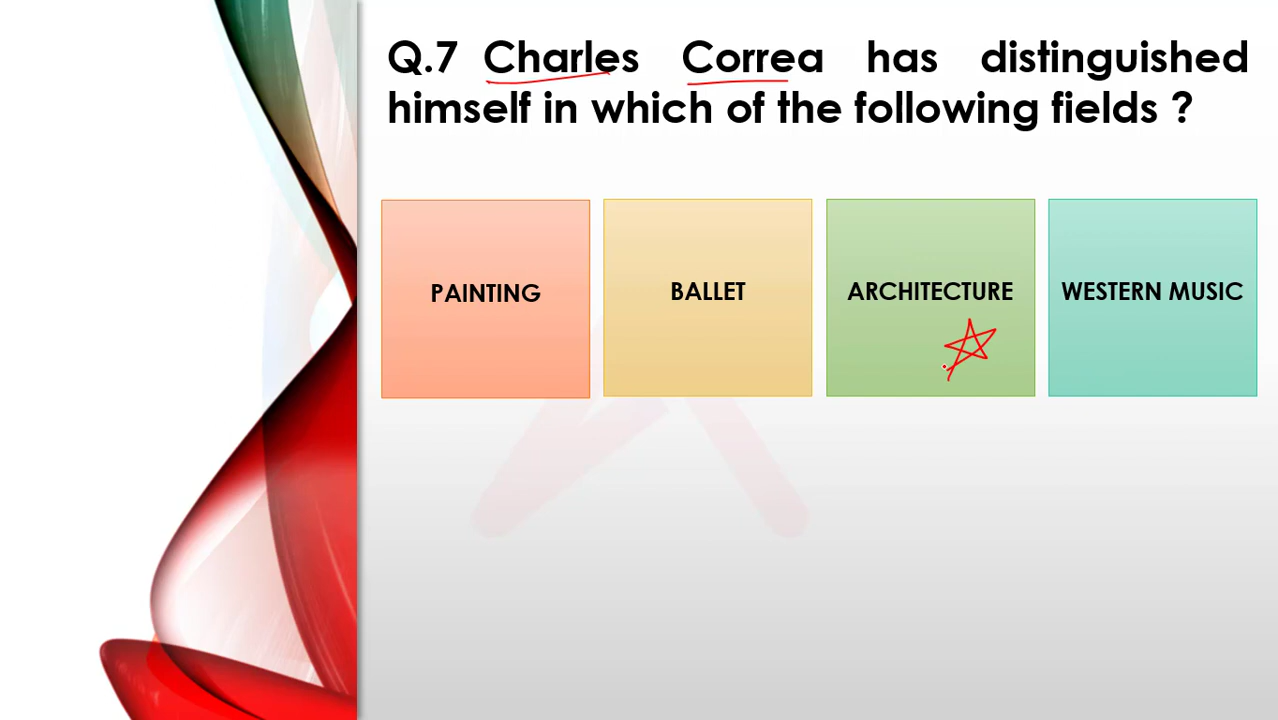 Q.7 Charles Correa has distinguished
himself in which of the following fields ?
PAINTING
BALLET
ARCHITECTURE
WESTERN MUSIC